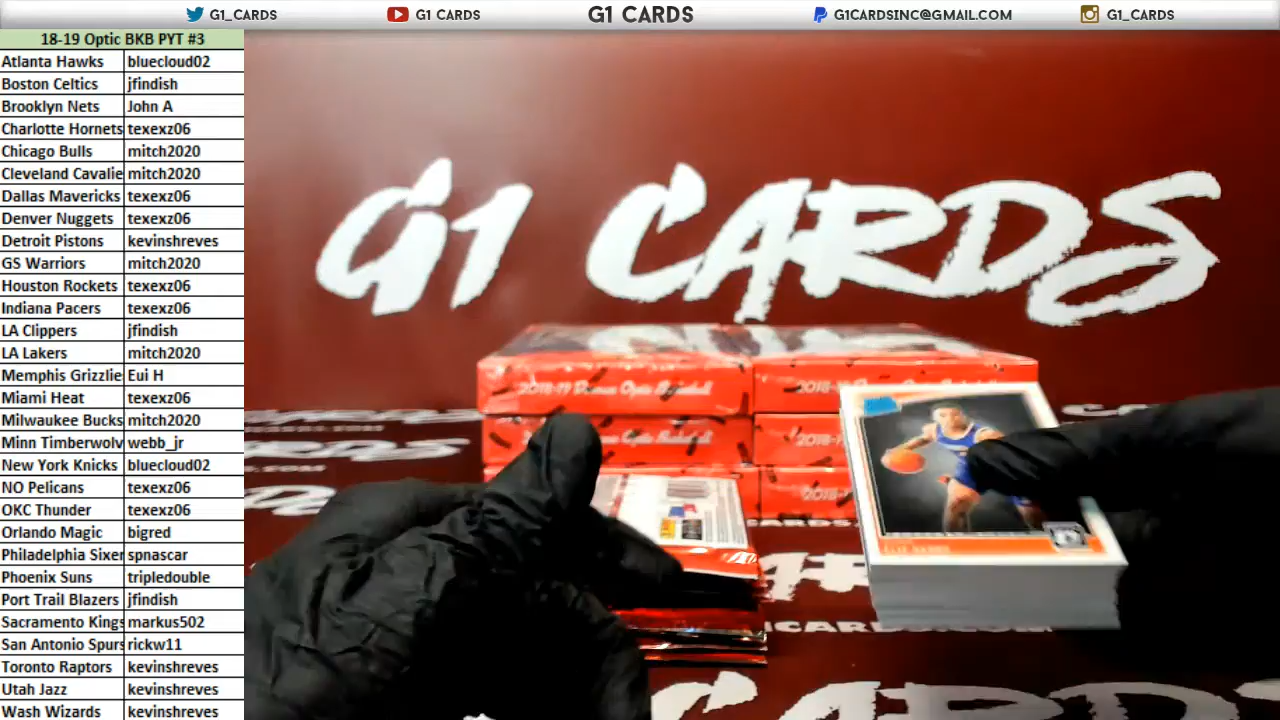 G1_CARDS G1 CARDS G1 CARDS G1CARDSINC@GMAIL.COM G1_CARDS
18-19 Optic BKB PYT #3
Atlanta Hawks bluecloud02
Boston Celtics jfindish
Brooklyn Nets John A
Charlotte Hornets texexz06
Chicago Bulls mitch2020
Cleveland Cavalie mitch2020
Dallas Mavericks texexz06
Denver Nuggets texexz06
Detroit Pistons kevinshreves
GS Warriors mitch2020
Houston Rockets texexz06
Indiana Pacers texexz06
LA Clippers jfindish
LA Lakers mitch2020
Memphis Grizzlie Eui H
Miami Heat texexz06
Milwaukee Bucks mitch2020
Minn Timberwolv webb_jr
New York Knicks bluecloud02
NO Pelicans texexz06
OKC Thunder texexz06
Orlando Magic bigred
Philadelphia Sixer spnascar
Phoenix Suns tripledouble
Port Trail Blazers jfindish
Sacramento Kings markus502
San Antonio Spurs rickw11
Toronto Raptors kevinshreves
Utah Jazz kevinshreves
Wash Wizards kevinshreves
G1 CARDS
2018-19 Donruss Optic Basketball